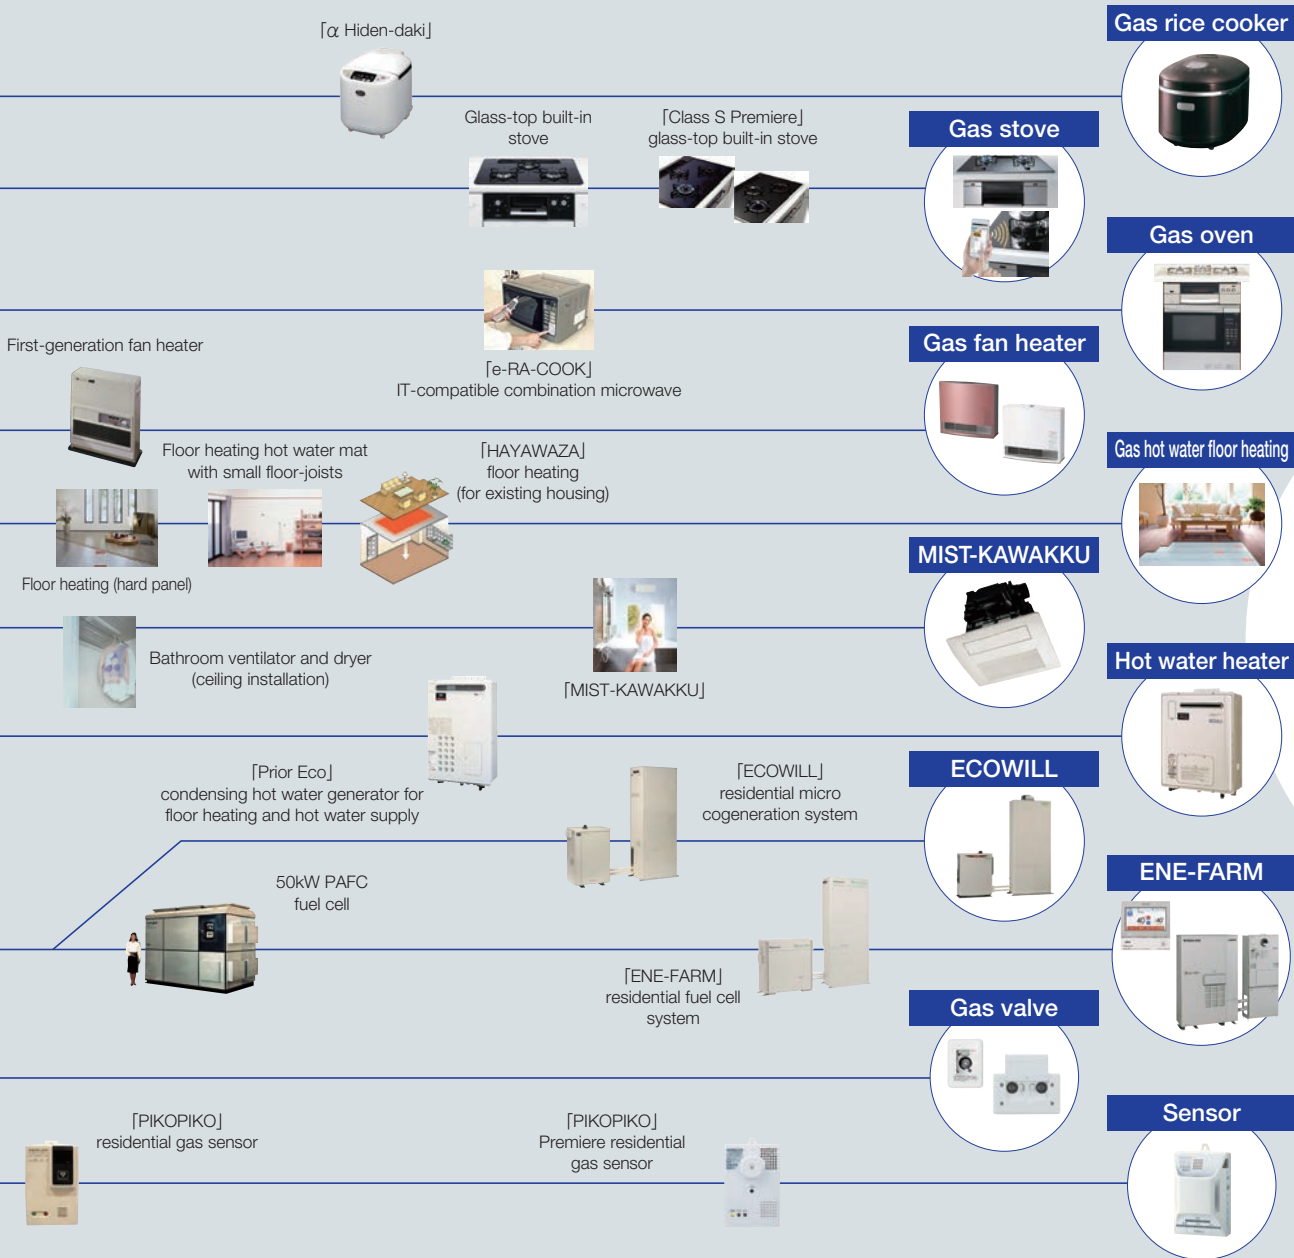 ｢α Hiden-daki｣
Gas rice cooker
Glass-top built-in
stove
｢Class S Premiere｣
glass-top built-in stove
Gas stove
Gas oven
｢e-RA-COOK｣
IT-compatible combination microwave
First-generation fan heater
Gas fan heater
Floor heating hot water mat
with small floor-joists
｢HAYAWAZA｣
floor heating
(for existing housing)
Gas hot water floor heating
Floor heating (hard panel)
MIST-KAWAKKU
Bathroom ventilator and dryer
(ceiling installation)
｢MIST-KAWAKKU｣
Hot water heater
｢Prior Eco｣
condensing hot water generator for
floor heating and hot water supply
｢ECOWILL｣
residential micro
cogeneration system
ECOWILL
50kW PAFC
fuel cell
ENE-FARM
｢ENE-FARM｣
residential fuel cell
system
Gas valve
｢PIKOPIKO｣
residential gas sensor
｢PIKOPIKO｣
Premiere residential
gas sensor
Sensor